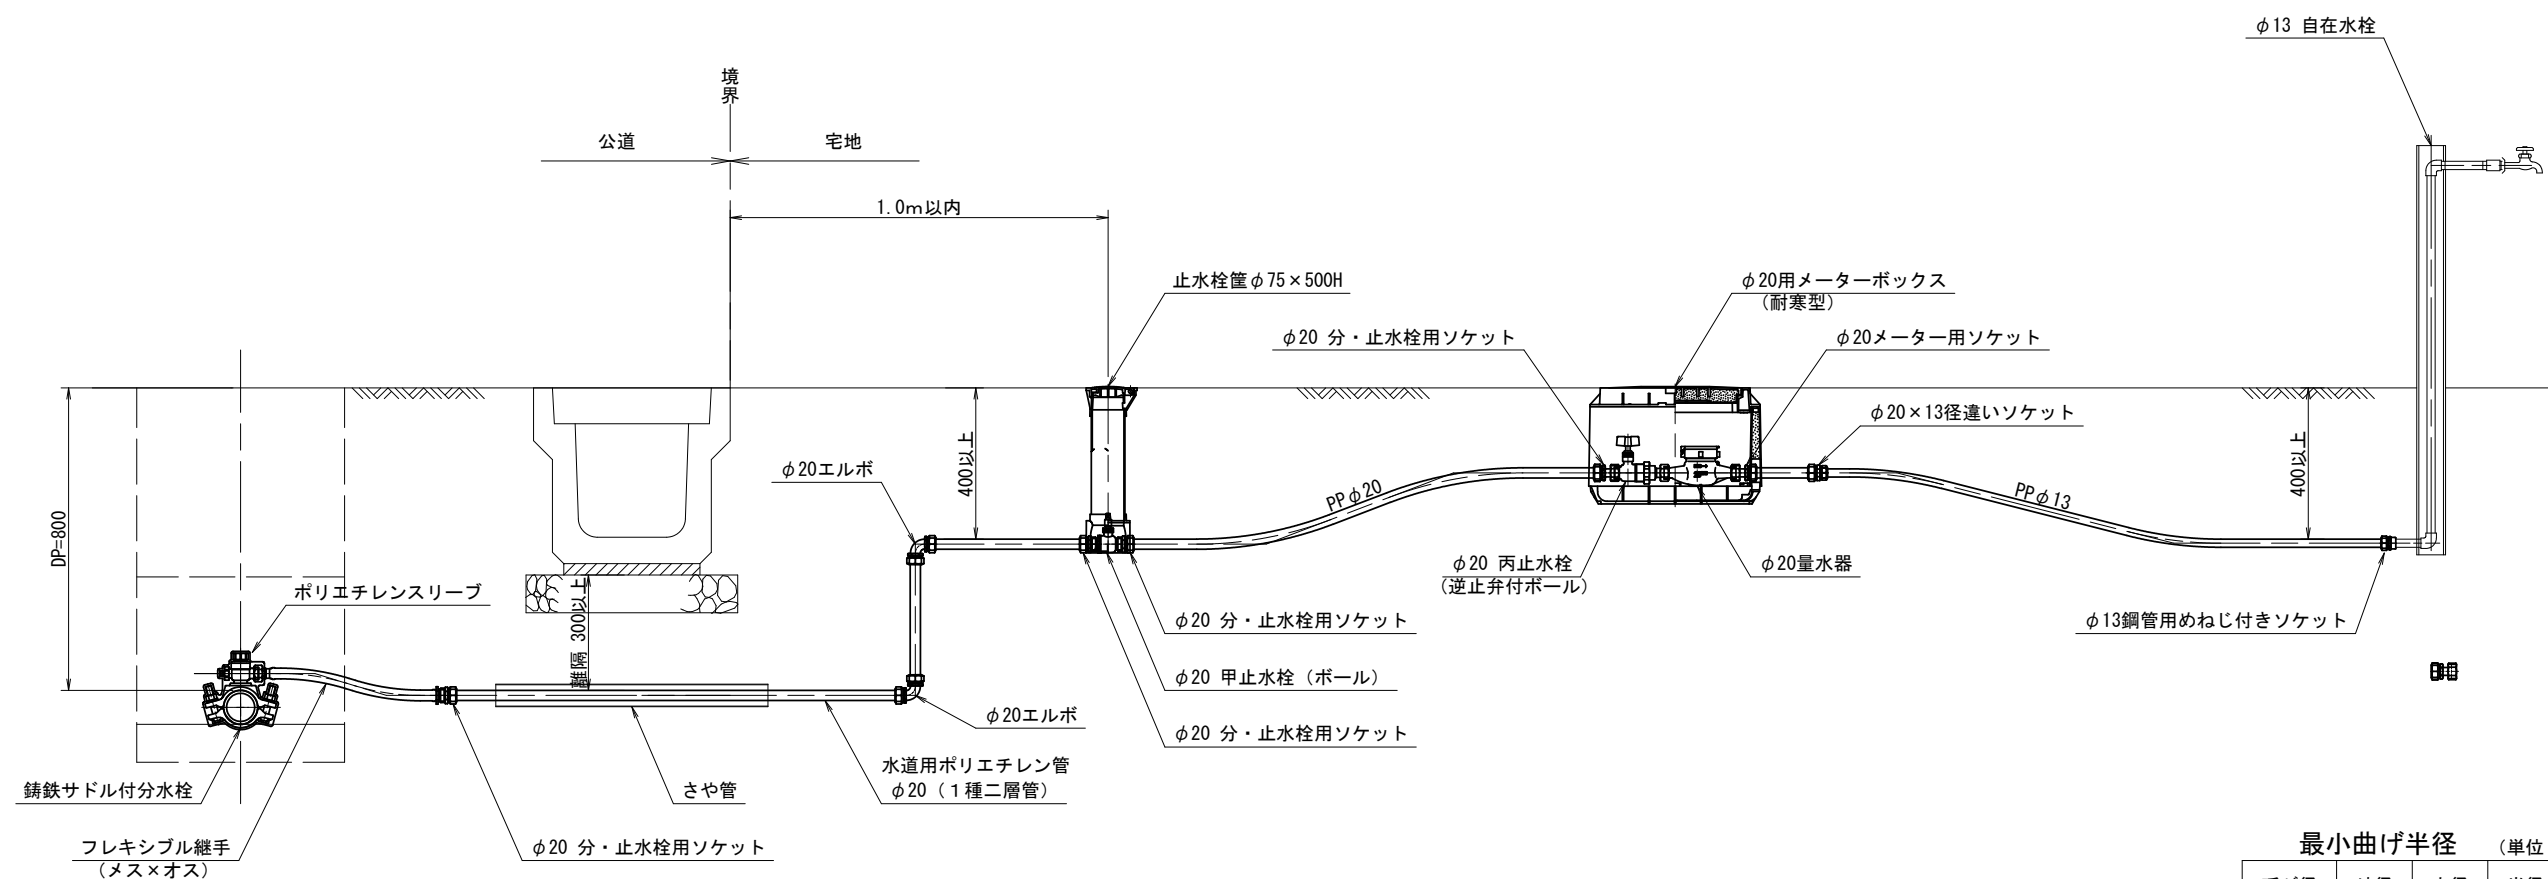 φ13 自在水栓
境界
公道
宅地
1.0m以内
止水栓筐φ75×500H
φ20用メーターボックス
(耐寒型)
φ20 分・止水栓用ソケット
φ20メーター用ソケット
φ20×13径違いソケット
φ20エルボ
400以上
PPφ20
PPφ13
400以上
DP=800
ポリエチレンスリーブ
離隔 300以上
φ20 丙止水栓
(逆止弁付ボール)
φ20量水器
φ20 分・止水栓用ソケット
φ13鋼管用めねじ付きソケット
φ20 甲止水栓(ボール)
φ20エルボ
φ20 分・止水栓用ソケット
水道用ポリエチレン管
φ20(1種二層管)
さや管
鋳鉄サドル付分水栓
フレキシブル継手
(メス×オス)
φ20 分・止水栓用ソケット
最小曲げ半径 (単位